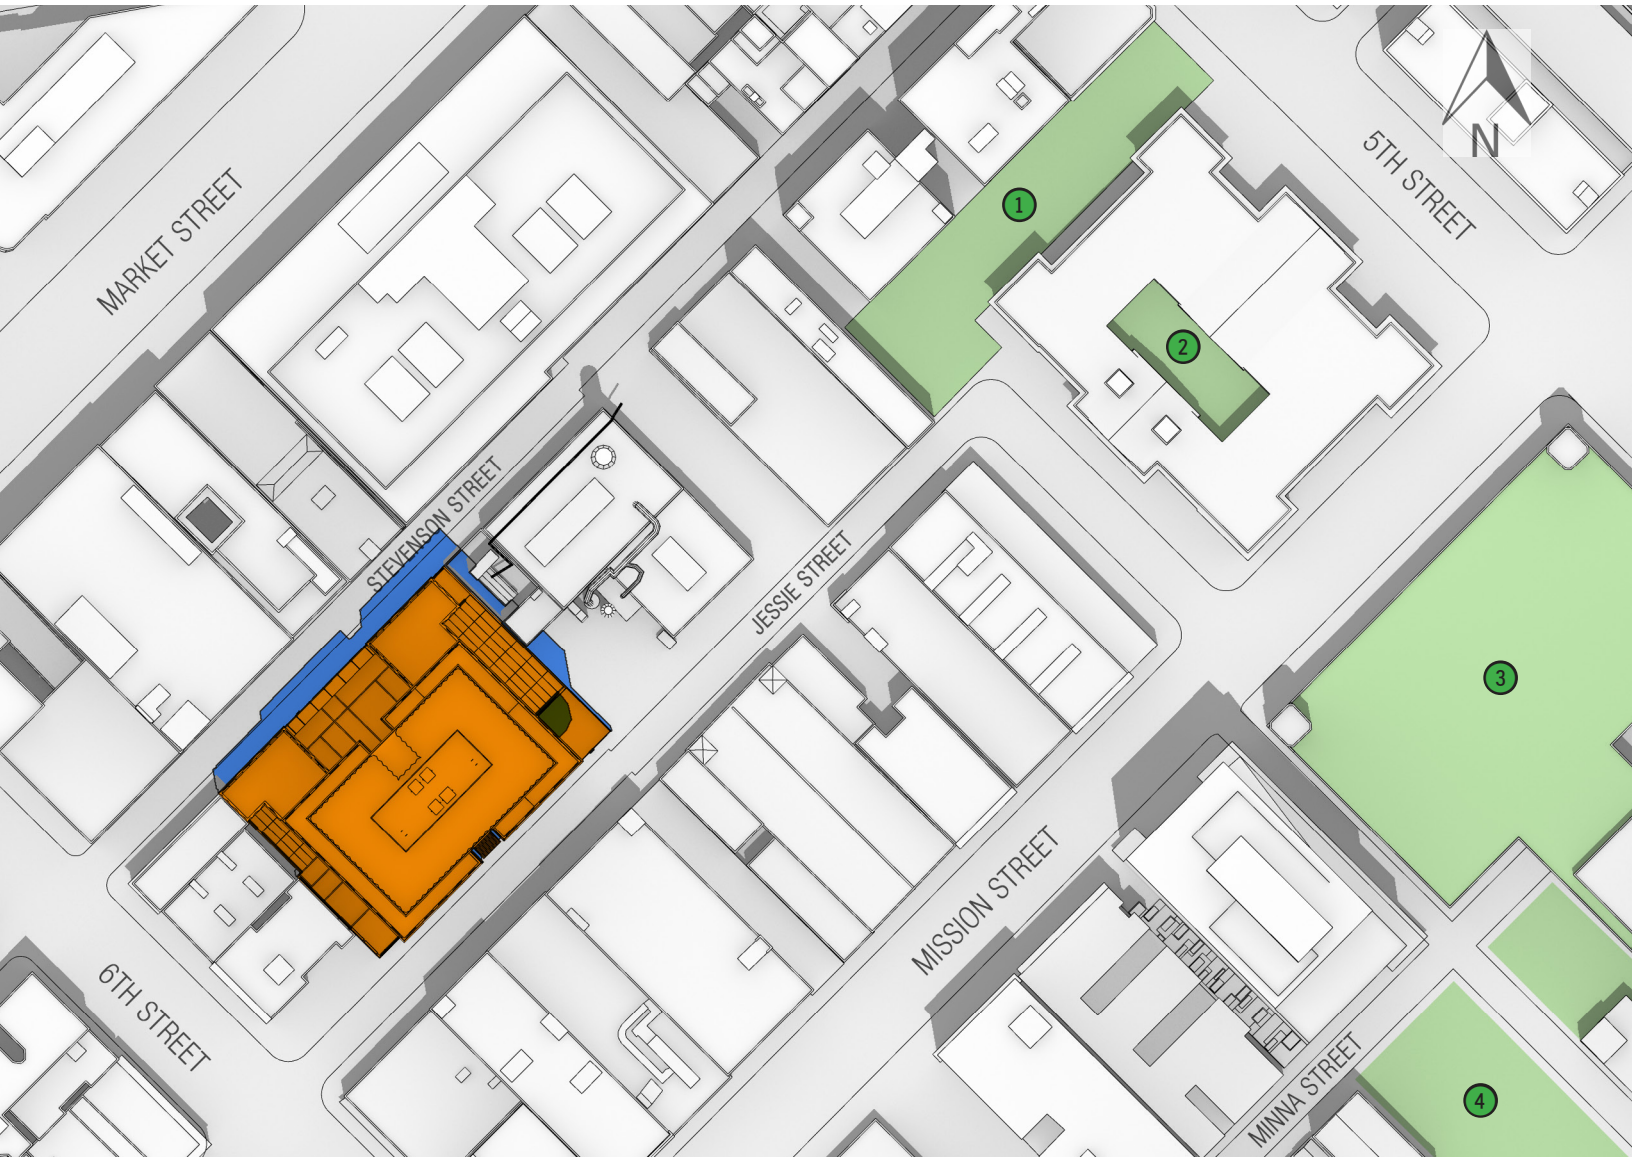 MARKET STREET
5TH STREET
N
1
2
STEVENSON STREET
JESSIE STREET
3
MISSION STREET
6TH STREET
MINNA STREET
4